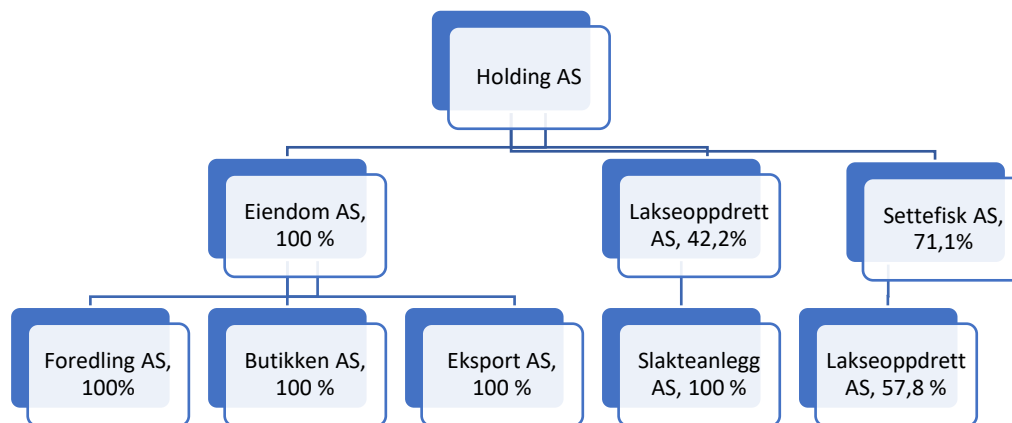 Holding AS
Eiendom AS,
100 %
Lakseoppdrett
AS, 42,2%
Settefisk AS,
71,1%
Foredling AS,
100%
Butikken AS,
100 %
Eksport AS,
100 %
Slakteanlegg
AS, 100 %
Lakseoppdrett
AS, 57,8 %